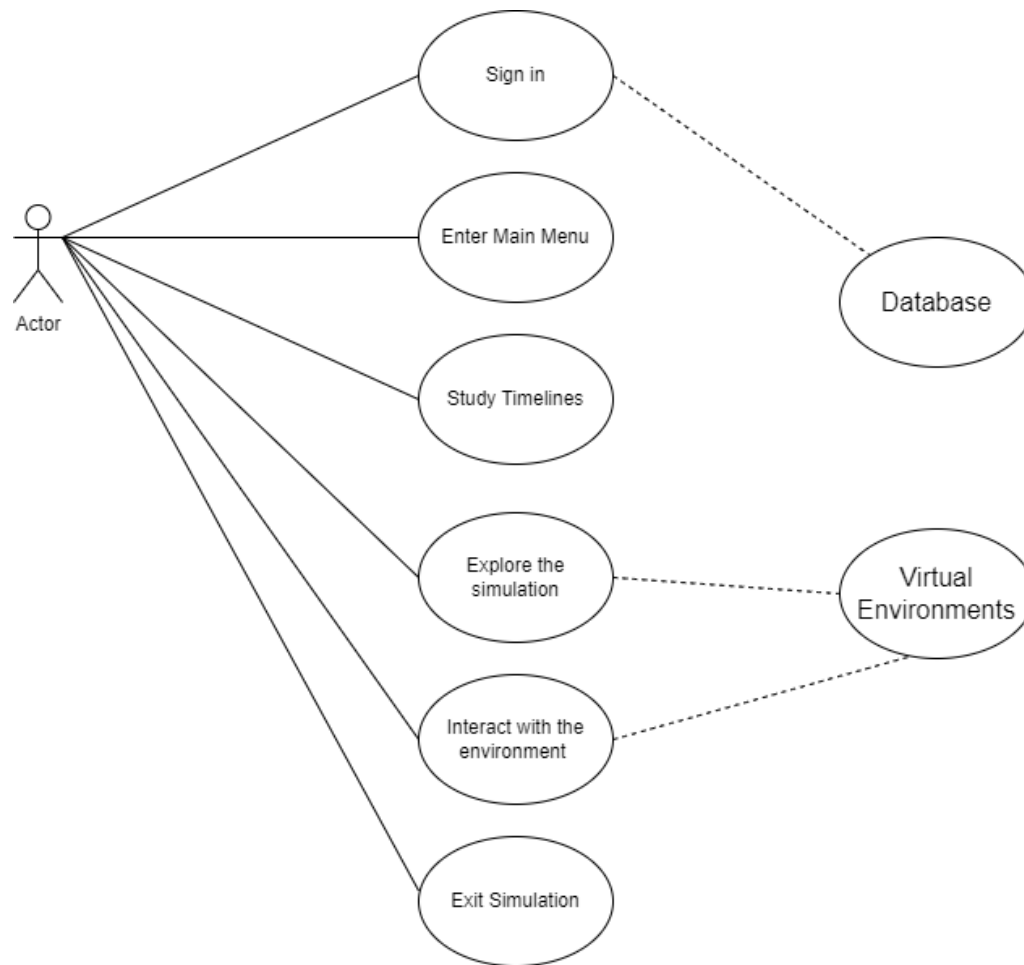 Sign in
Enter Main Menu
Actor
Database
Study Timelines
Explore the
simulation
Virtual
Environments
Interact with the
environment
Exit Simulation